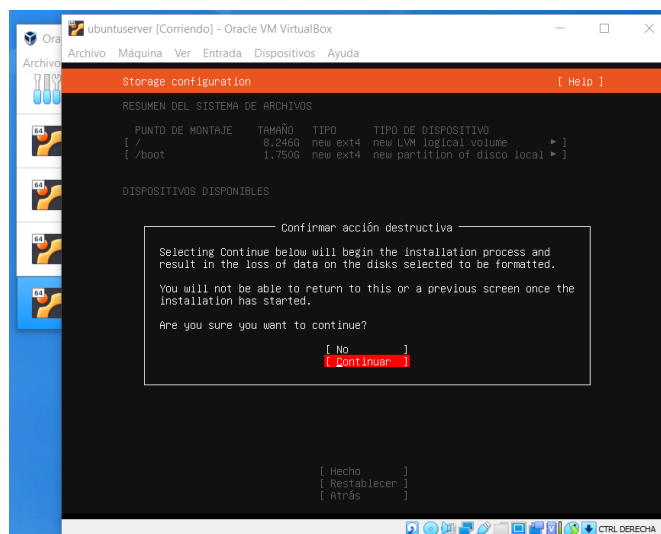 Ora
ubuntuserver [Corriendo] - Oracle VM VirtualBox
Archivo
Archivo Máquina Ver Entrada Dispositivos Ayuda
Storage configuration [ Help ]
RESUMEN DEL SISTEMA DE ARCHIVOS
PUNTO DE MONTAJE TAMAÑO TIPO TIPO DE DISPOSITIVO
[ / 8.246G new ext4 new LVM logical volume ▸ ]
[ /boot 1.750G new ext4 new partition of disco local ▸ ]
DISPOSITIVOS DISPONIBLES
64
64
64
64
Confirmar acción destructiva
Selecting Continue below will begin the installation process and
result in the loss of data on the disks selected to be formatted.
You will not be able to return to this or a previous screen once the
installation has started.
Are you sure you want to continue?
[ No ]
[ Continuar ]
[ Hecho ]
[ Restablecer ]
[ Atrás ]
CTRL DERECHA